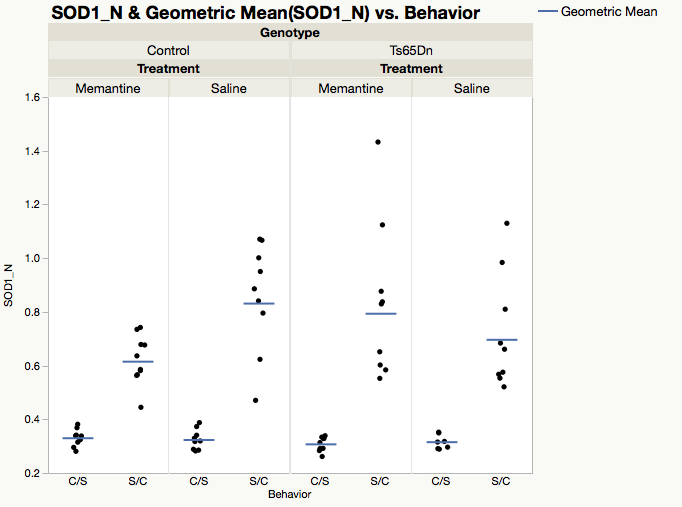 SOD1_N & Geometric Mean(SOD1_N) vs. Behavior
Geometric Mean
Genotype
Control Ts65Dn
Treatment Treatment
Memantine Saline Memantine Saline
1.6
1.4
1.2
1.0
0.8
0.6
0.4
0.2
SOD1_N
C/S S/C C/S S/C C/S S/C C/S S/C
Behavior